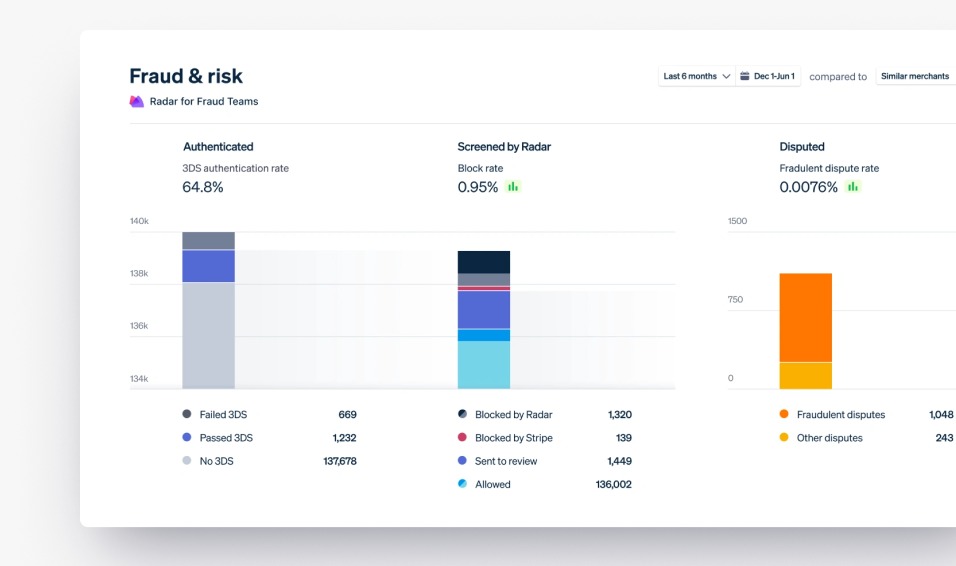 Fraud & risk
Last 6 months Dec 1-Jun 1 compared to Similar merchants
Radar for Fraud Teams
Authenticated
3DS authentication rate
64.8%
140k
138k
136k
134k
Failed 3DS 669
Passed 3DS 1,232
No 3DS 137,678
Screened by Radar
Block rate
0.95%
Blocked by Radar 1,320
Blocked by Stripe 139
Sent to review 1,449
Allowed 136,002
Disputed
Fradulent dispute rate
0.0076%
1500
750
0
Fraudulent disputes 1,048
Other disputes 243